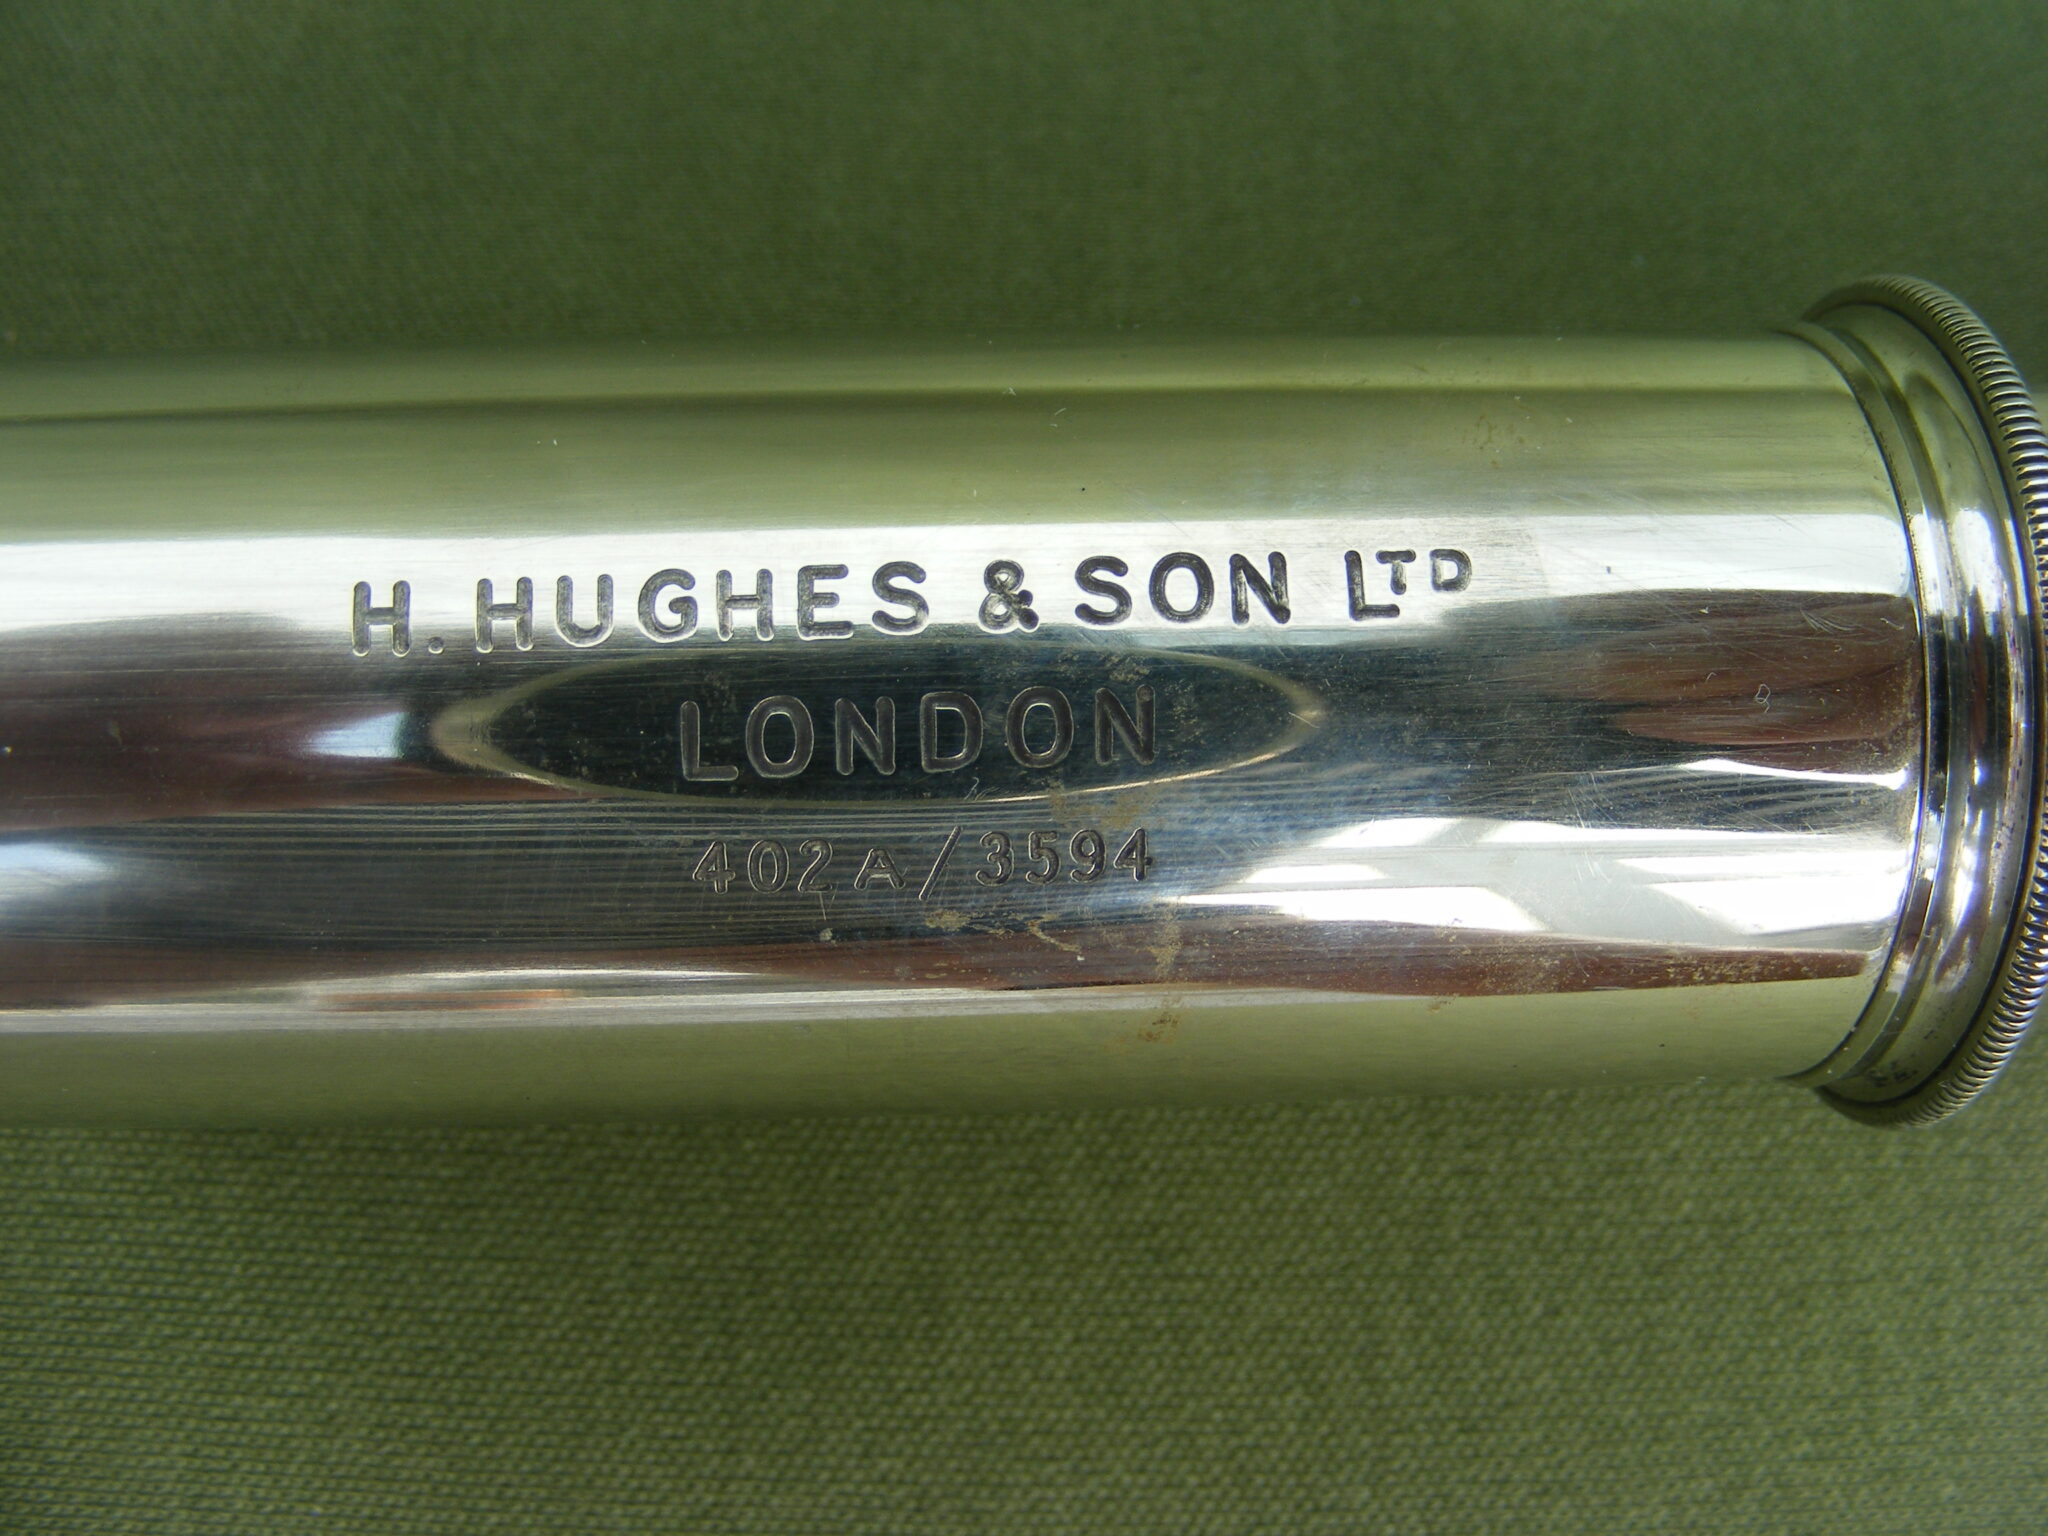 H. HUGHES & SON LTD
LONDON
402A/3594